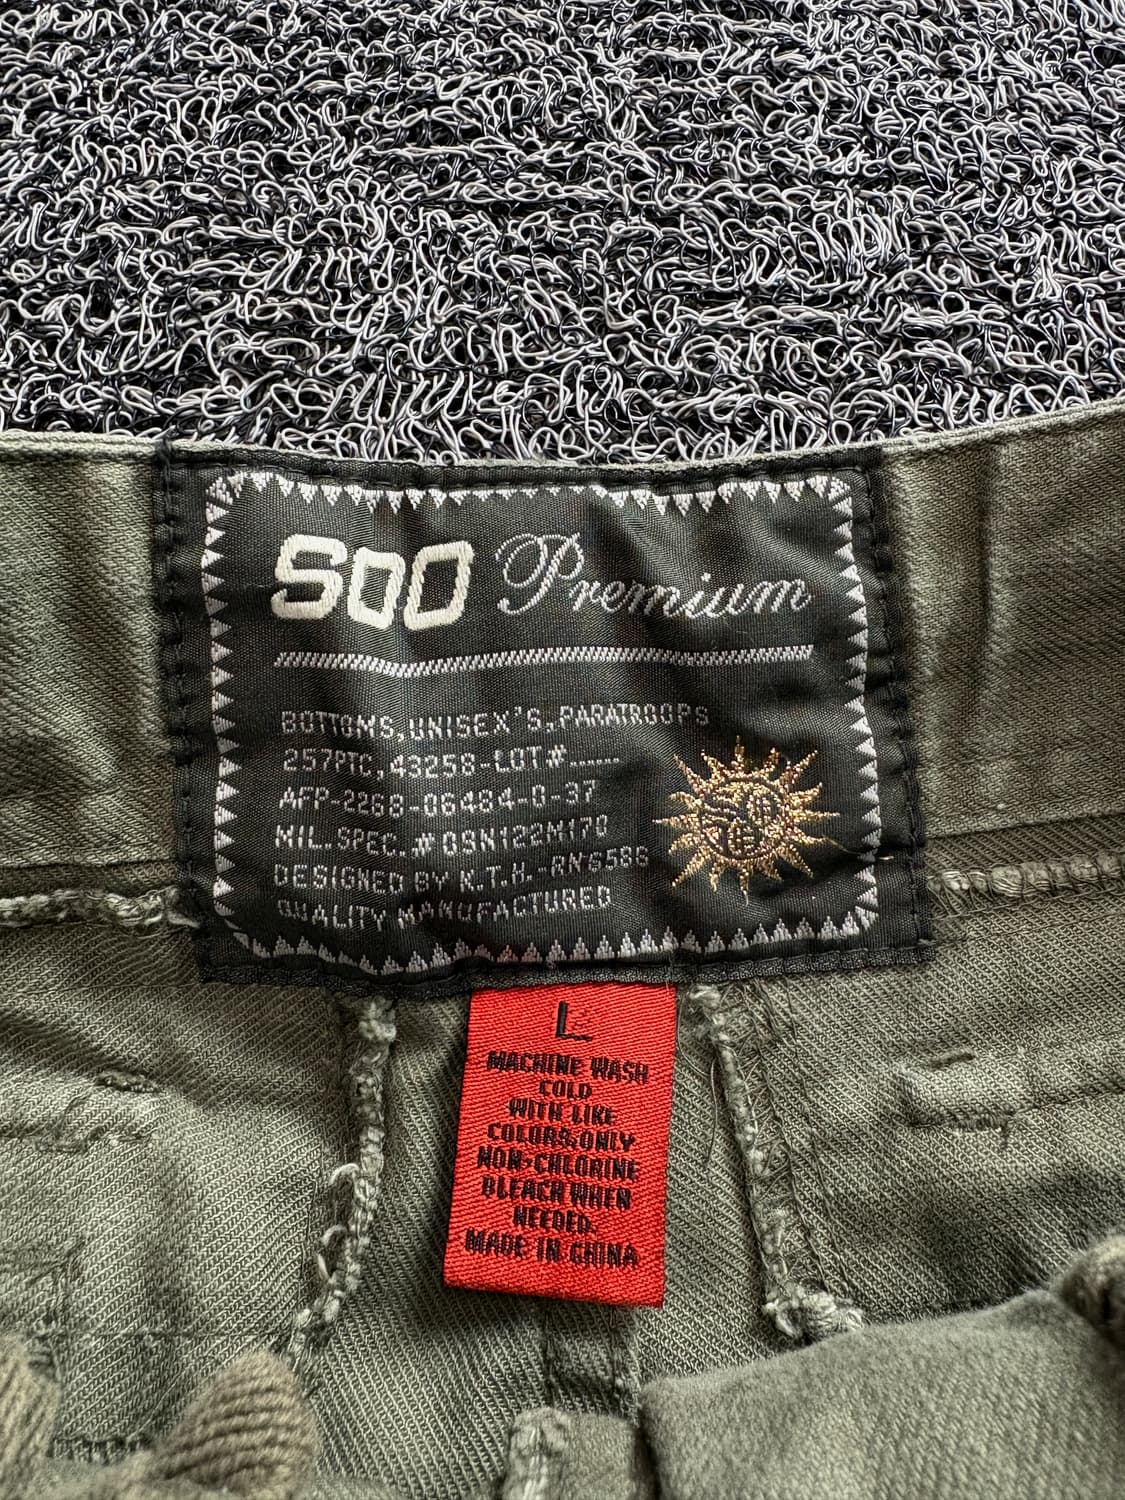 SOO Premium
BOTTOMS,UNISEX'S,PARATROOPS
257PTC,43258-LOT#......
AFP-2268-06484-0-37
MIL.SPEC.#OSN122M170
DESIGNED BY K.T.H.-RN6586
QUALITY MANUFACTURED
L
MACHINE WASH
COLD
WITH LIKE
COLORS,ONLY
NON-CHLORINE
BLEACH WHEN
NEEDED.
MADE IN CHINA